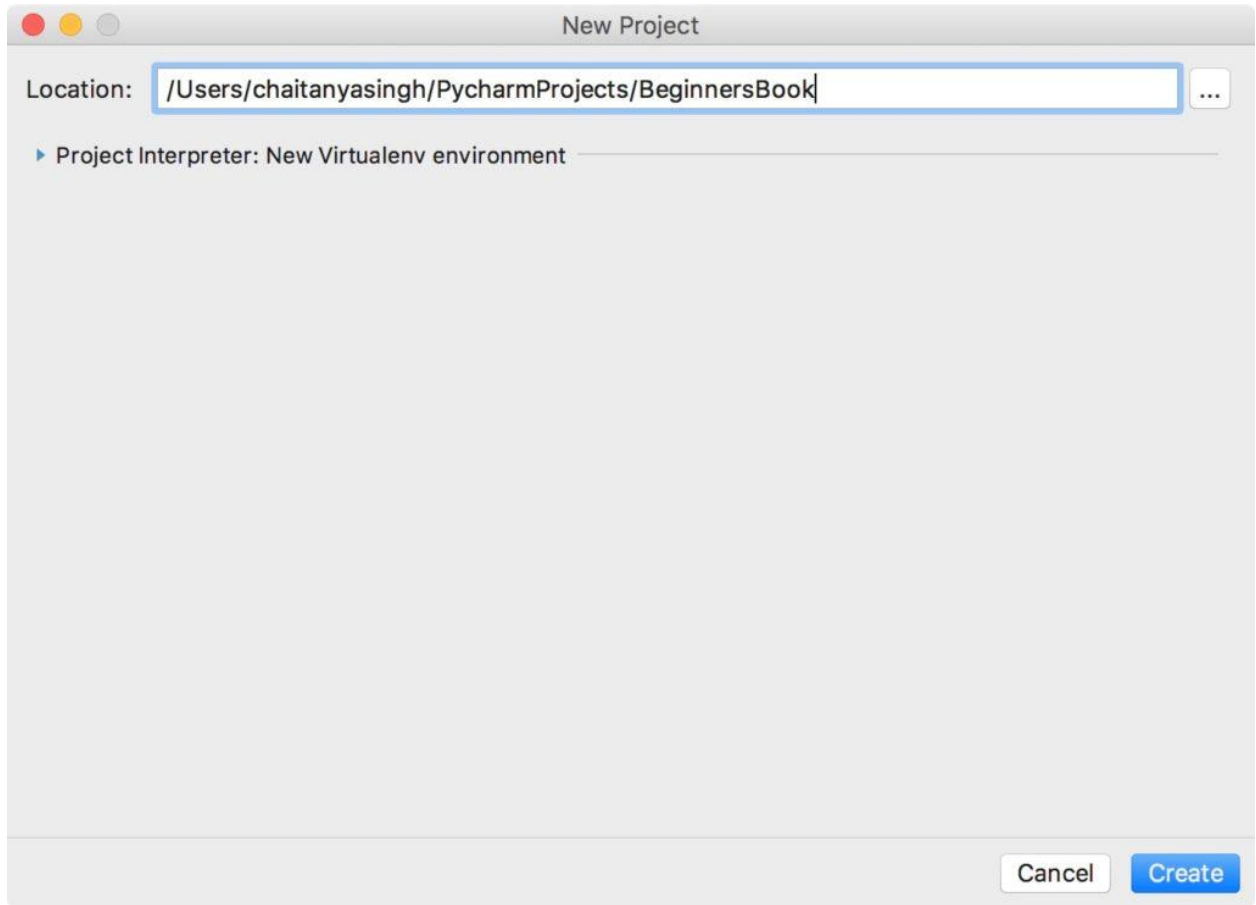 New Project
Location: /Users/chaitanyasingh/PycharmProjects/BeginnersBook ...
Project Interpreter: New Virtualenv environment
Cancel Create